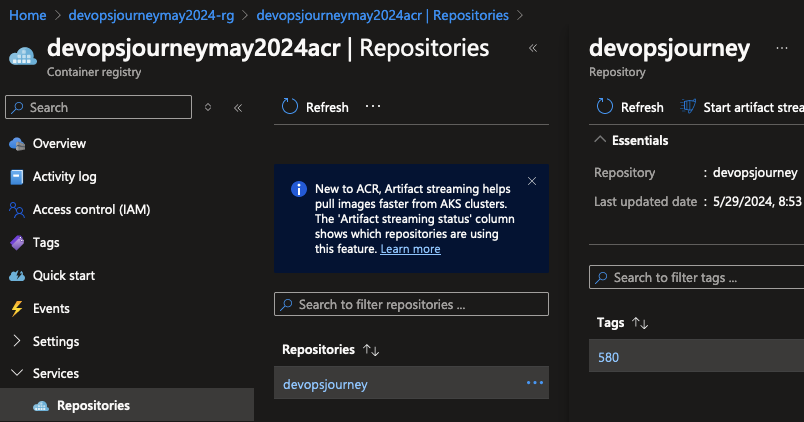 Home > devopsjourneymay2024-rg > devopsjourneymay2024acr | Repositories >
devopsjourneymay2024acr | Repositories
Container registry
Search
Overview
Activity log
Access control (IAM)
Tags
Quick start
Events
Settings
Services
Repositories
Refresh
New to ACR, Artifact streaming helps
pull images faster from AKS clusters.
The 'Artifact streaming status' column
shows which repositories are using
this feature. Learn more
Search to filter repositories ...
Repositories
devopsjourney
devopsjourney
Repository
Refresh Start artifact strea
Essentials
Repository : devopsjourney
Last updated date : 5/29/2024, 8:53
Search to filter tags ...
Tags
580